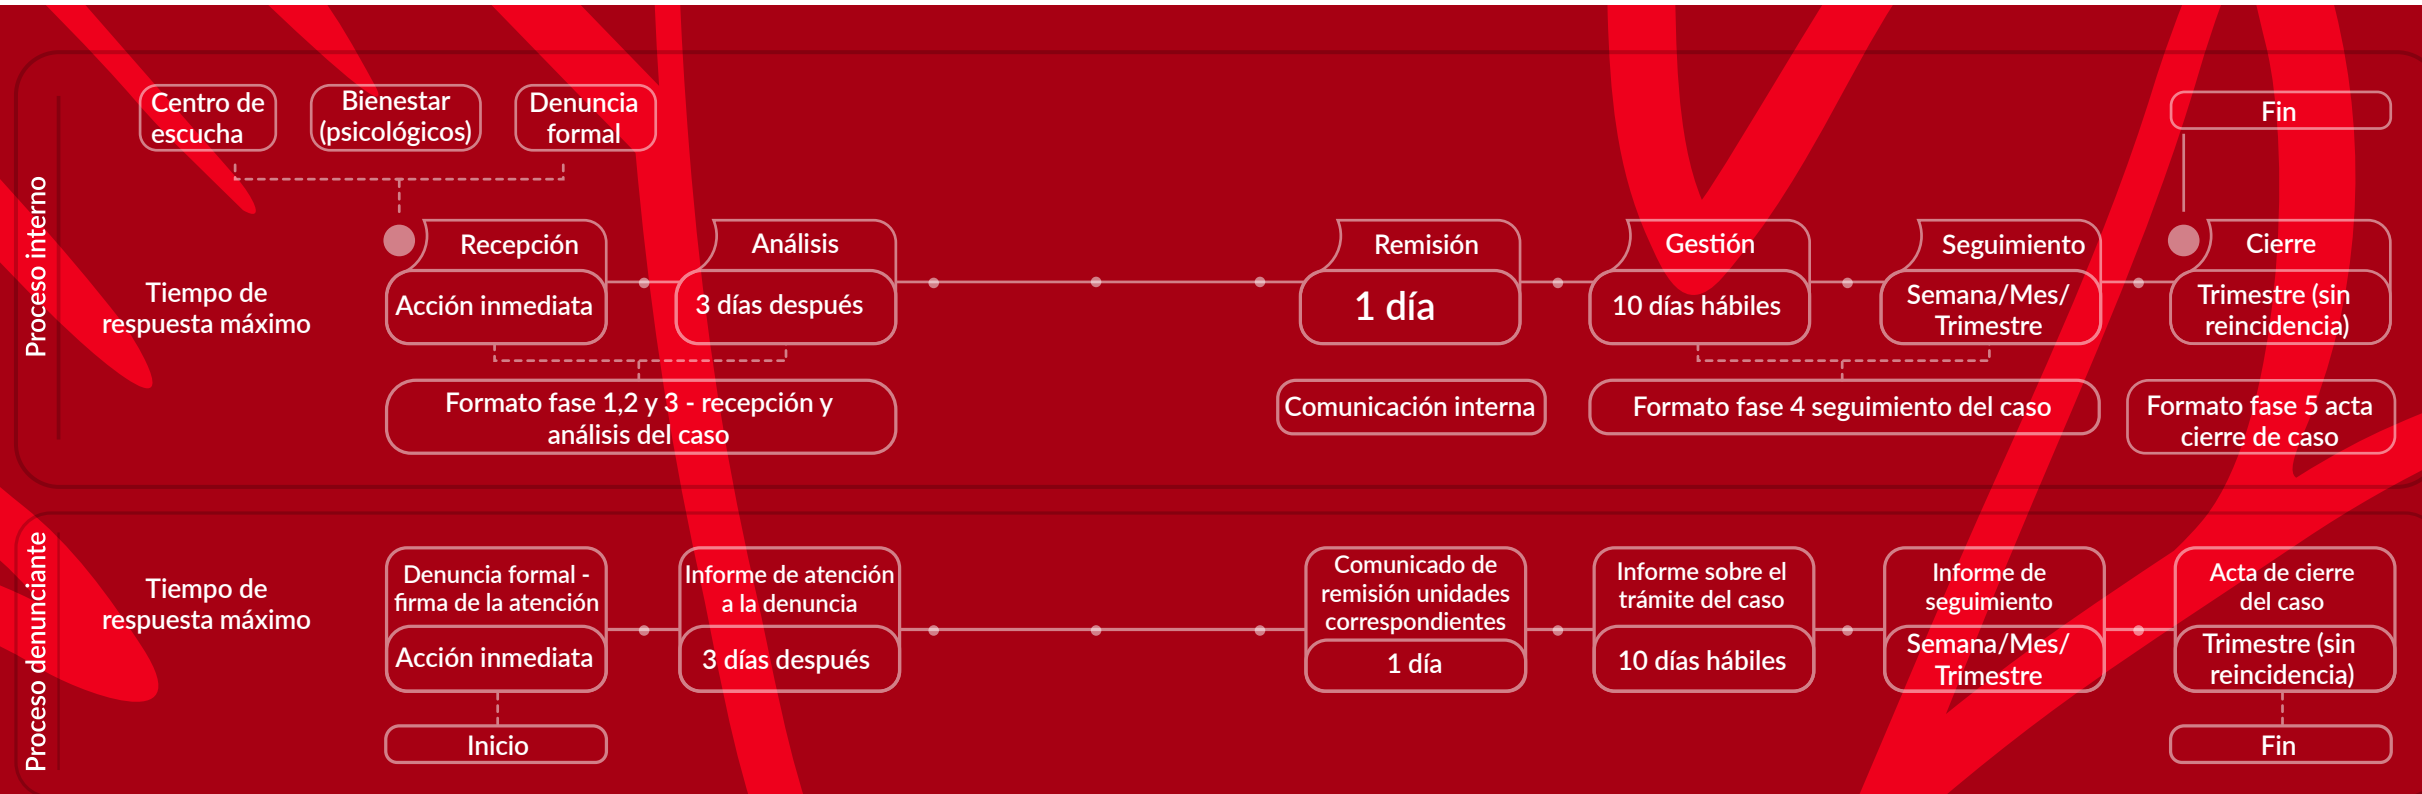 Proceso interno
Centro de
escucha
Bienestar
(psicológicos)
Denuncia
formal
Fin
Recepción
Análisis
Remisión
Gestión
Seguimiento
Cierre
Tiempo de
respuesta máximo
Acción inmediata
3 días después
1 día
10 días hábiles
Semana/Mes/
Trimestre
Trimestre (sin
reincidencia)
Formato fase 1,2 y 3 - recepción y
análisis del caso
Comunicación interna
Formato fase 4 seguimiento del caso
Formato fase 5 acta
cierre de caso
Proceso denunciante
Tiempo de
respuesta máximo
Denuncia formal -
firma de la atención
Acción inmediata
Inicio
Informe de atención
a la denuncia
3 días después
Comunicado de
remisión unidades
correspondientes
1 día
Informe sobre el
trámite del caso
10 días hábiles
Informe de
seguimiento
Semana/Mes/
Trimestre
Acta de cierre
del caso
Trimestre (sin
reincidencia)
Fin